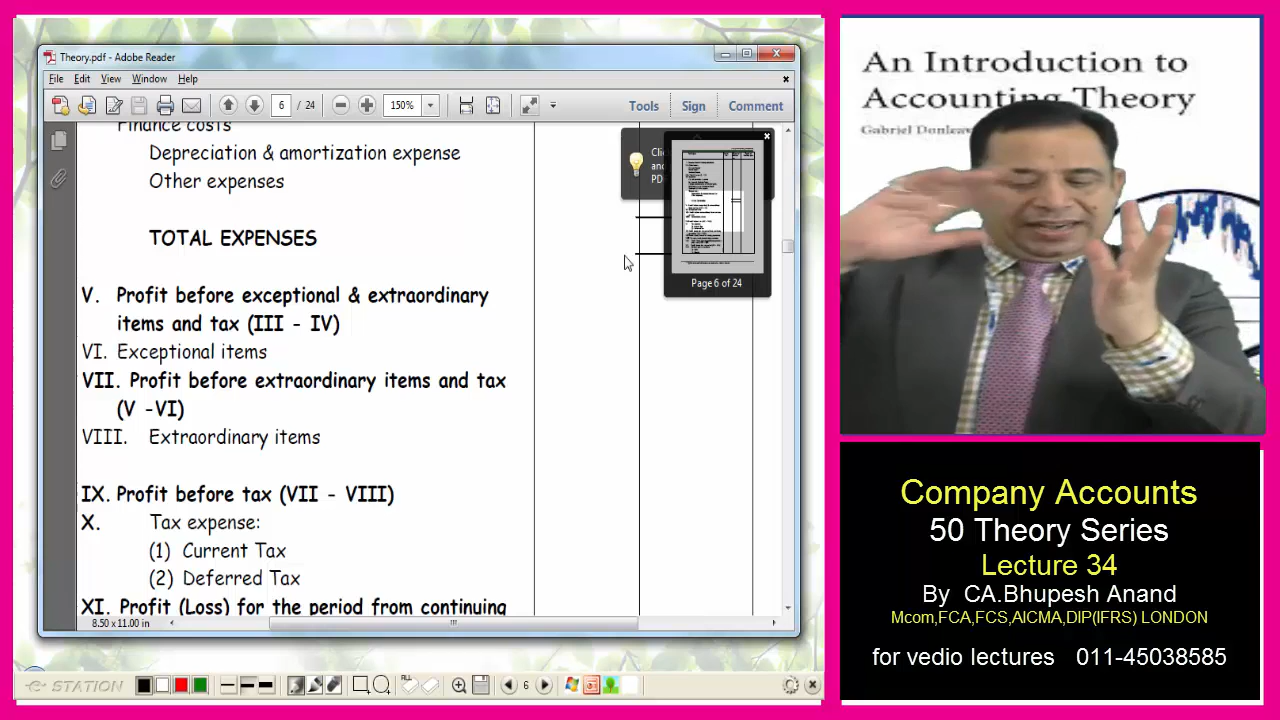 Theory.pdf - Adobe Reader
File Edit View Window Help
6 / 24 150% Tools Sign Comment
Finance costs
Depreciation & amortization expense
Other expenses
TOTAL EXPENSES
V. Profit before exceptional & extraordinary
items and tax (III - IV)
VI. Exceptional items
VII. Profit before extraordinary items and tax
(V -VI)
VIII. Extraordinary items
IX. Profit before tax (VII - VIII)
X. Tax expense:
(1) Current Tax
(2) Deferred Tax
XI. Profit (Loss) for the period from continuing
8.50 x 11.00 in
Clic
and
PD
Page 6 of 24
e-STATION
6
An Introduction to
Accounting Theory
Gabriel Donleav
Company Accounts
50 Theory Series
Lecture 34
By CA.Bhupesh Anand
Mcom,FCA,FCS,AICMA,DIP(IFRS) LONDON
for vedio lectures 011-45038585